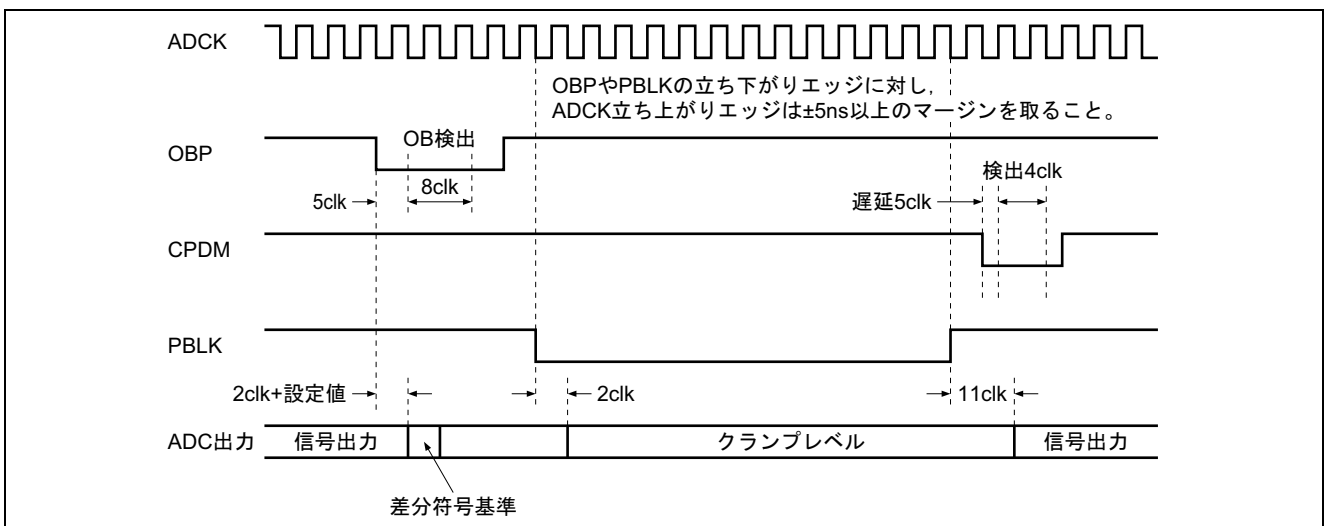 ADCK
OBPやPBLKの立ち下がりエッジに対し,
ADCK立ち上がりエッジは±5ns以上のマージンを取ること。
OBP
OB検出
8clk
5clk
検出4clk
遅延5clk
CPDM
PBLK
2clk+設定値
2clk
11clk
ADC出力
信号出力
クランプレベル
信号出力
差分符号基準